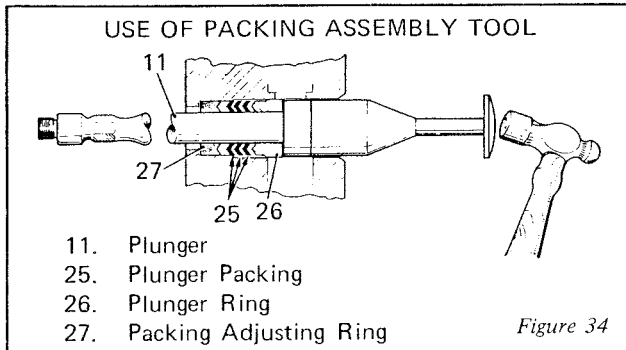 USE OF PACKING ASSEMBLY TOOL
11
27
25
26
11. Plunger
25. Plunger Packing
26. Plunger Ring
27. Packing Adjusting Ring
Figure 34